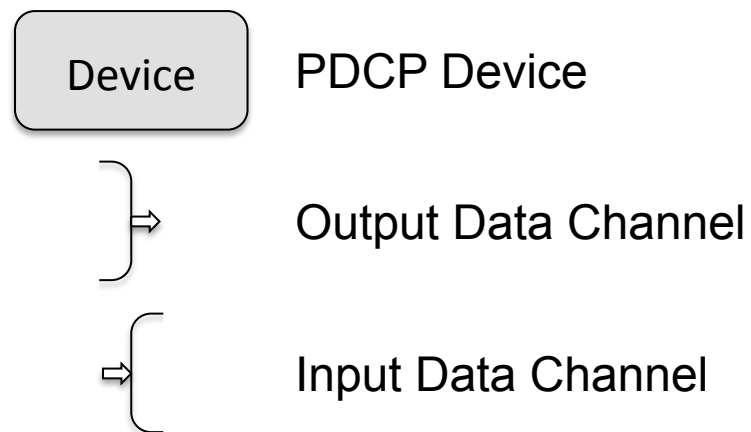 Device PDCP Device
Output Data Channel
Input Data Channel